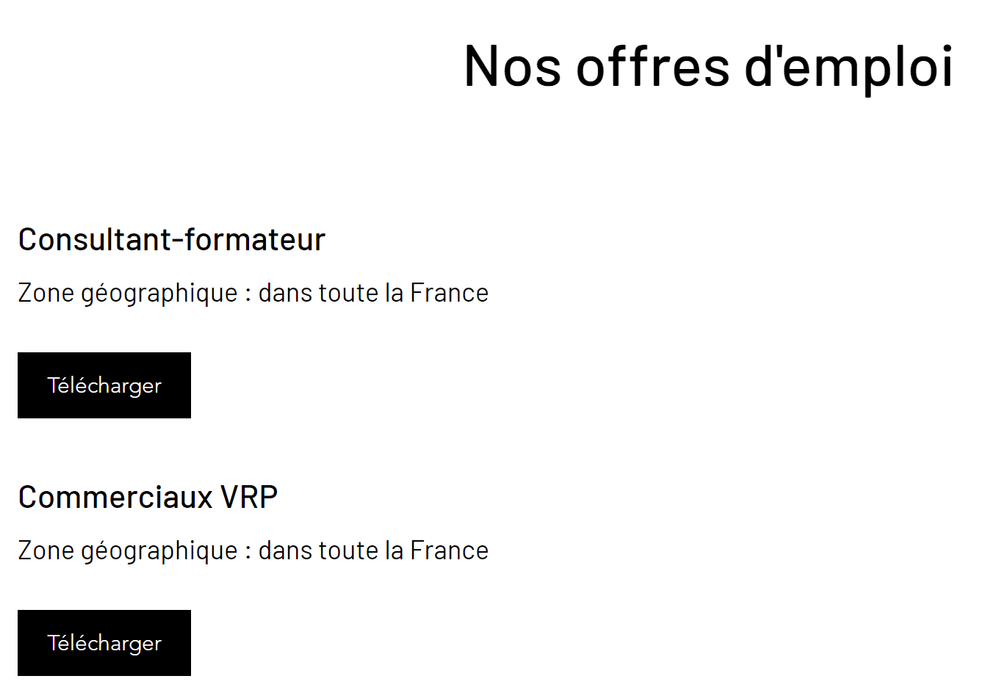 Nos offres d'emploi
Consultant-formateur
Zone géographique : dans toute la France
Télécharger
Commerciaux VRP
Zone géographique : dans toute la France
Télécharger